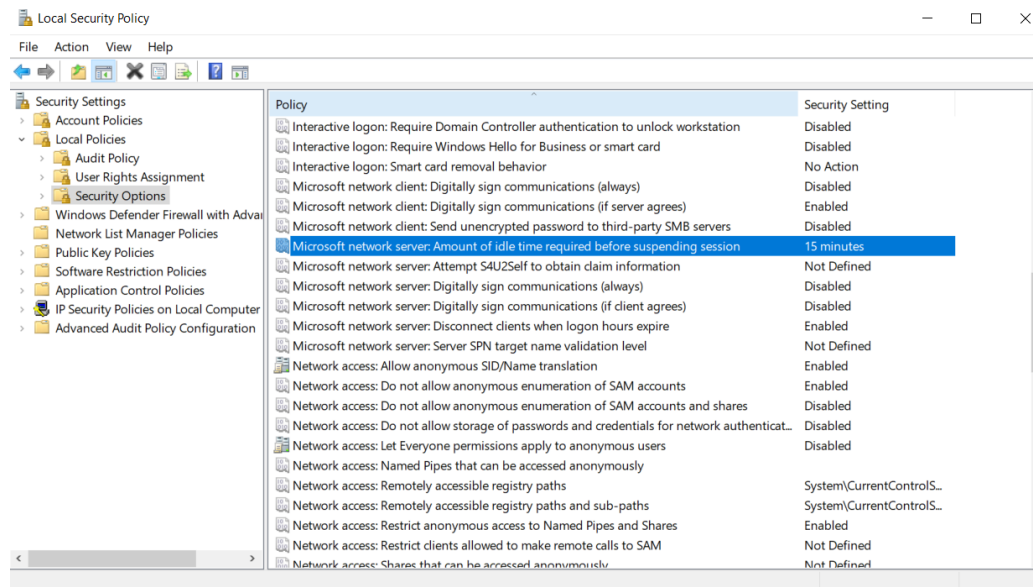 Local Security Policy
File Action View Help
Security Settings
Account Policies
Local Policies
Audit Policy
User Rights Assignment
Security Options
Windows Defender Firewall with Advan
Network List Manager Policies
Public Key Policies
Software Restriction Policies
Application Control Policies
IP Security Policies on Local Computer
Advanced Audit Policy Configuration
Policy Security Setting
Interactive logon: Require Domain Controller authentication to unlock workstation Disabled
Interactive logon: Require Windows Hello for Business or smart card Disabled
Interactive logon: Smart card removal behavior No Action
Microsoft network client: Digitally sign communications (always) Disabled
Microsoft network client: Digitally sign communications (if server agrees) Enabled
Microsoft network client: Send unencrypted password to third-party SMB servers Disabled
Microsoft network server: Amount of idle time required before suspending session 15 minutes
Microsoft network server: Attempt S4U2Self to obtain claim information Not Defined
Microsoft network server: Digitally sign communications (always) Disabled
Microsoft network server: Digitally sign communications (if client agrees) Disabled
Microsoft network server: Disconnect clients when logon hours expire Enabled
Microsoft network server: Server SPN target name validation level Not Defined
Network access: Allow anonymous SID/Name translation Enabled
Network access: Do not allow anonymous enumeration of SAM accounts Enabled
Network access: Do not allow anonymous enumeration of SAM accounts and shares Disabled
Network access: Do not allow storage of passwords and credentials for network authenticat... Disabled
Network access: Let Everyone permissions apply to anonymous users Disabled
Network access: Named Pipes that can be accessed anonymously
Network access: Remotely accessible registry paths System\CurrentControlS...
Network access: Remotely accessible registry paths and sub-paths System\CurrentControlS...
Network access: Restrict anonymous access to Named Pipes and Shares Enabled
Network access: Restrict clients allowed to make remote calls to SAM Not Defined
Network access: Shares that can be accessed anonymously Not Defined